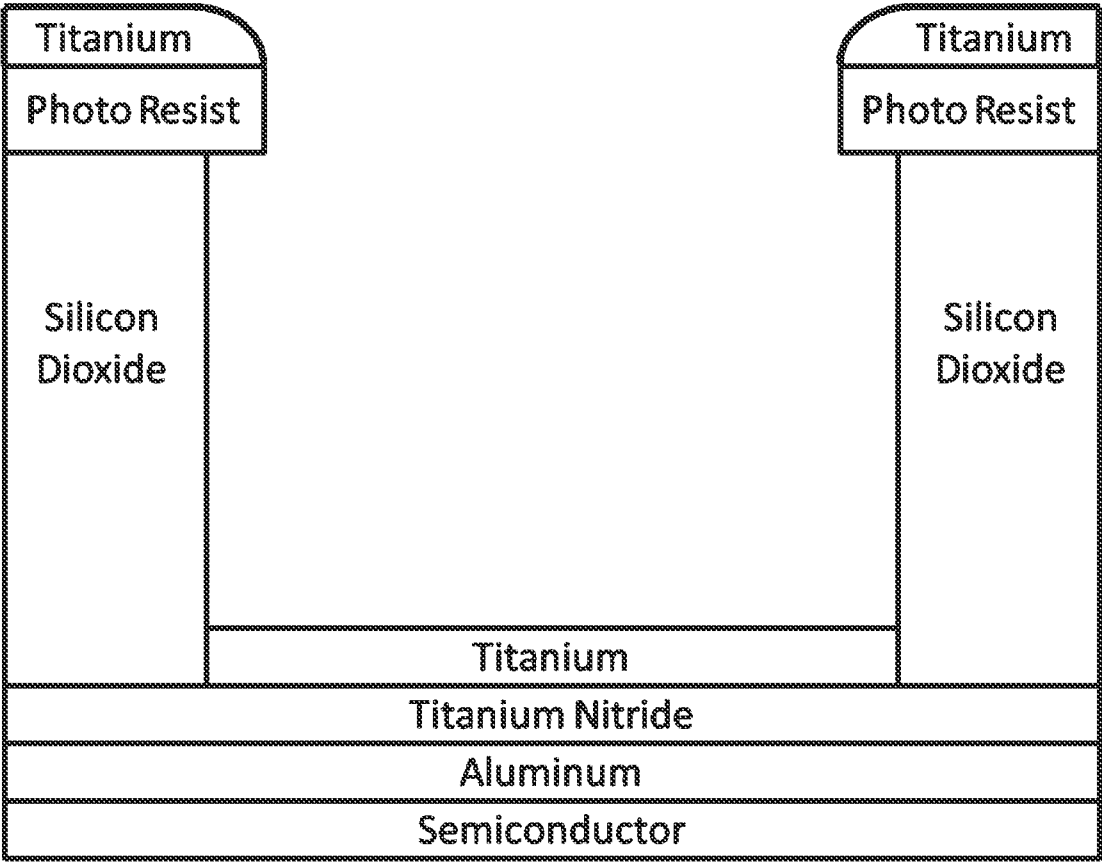 Titanium
Titanium
Photo Resist
Photo Resist
Silicon
Dioxide
Silicon
Dioxide
Titanium
Titanium Nitride
Aluminum
Semiconductor